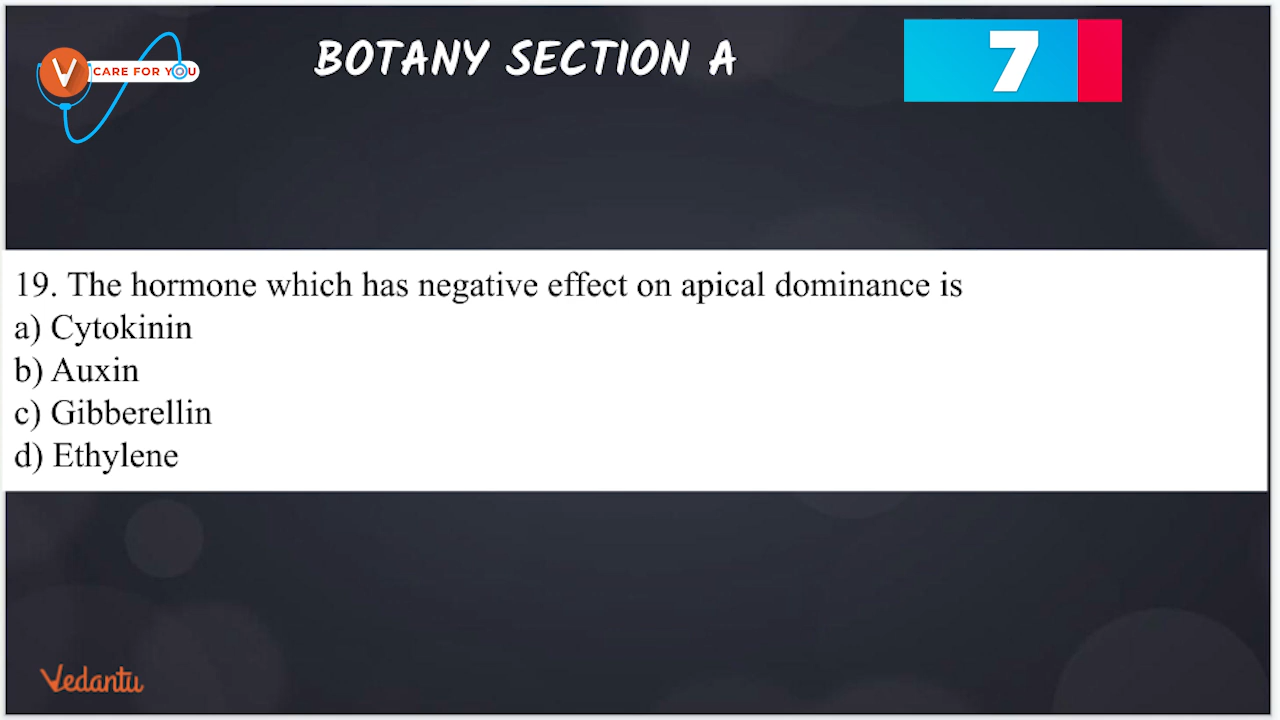 BOTANY SECTION A
7
V CARE FOR YOU
19. The hormone which has negative effect on apical dominance is
a) Cytokinin
b) Auxin
c) Gibberellin
d) Ethylene
Vedantu